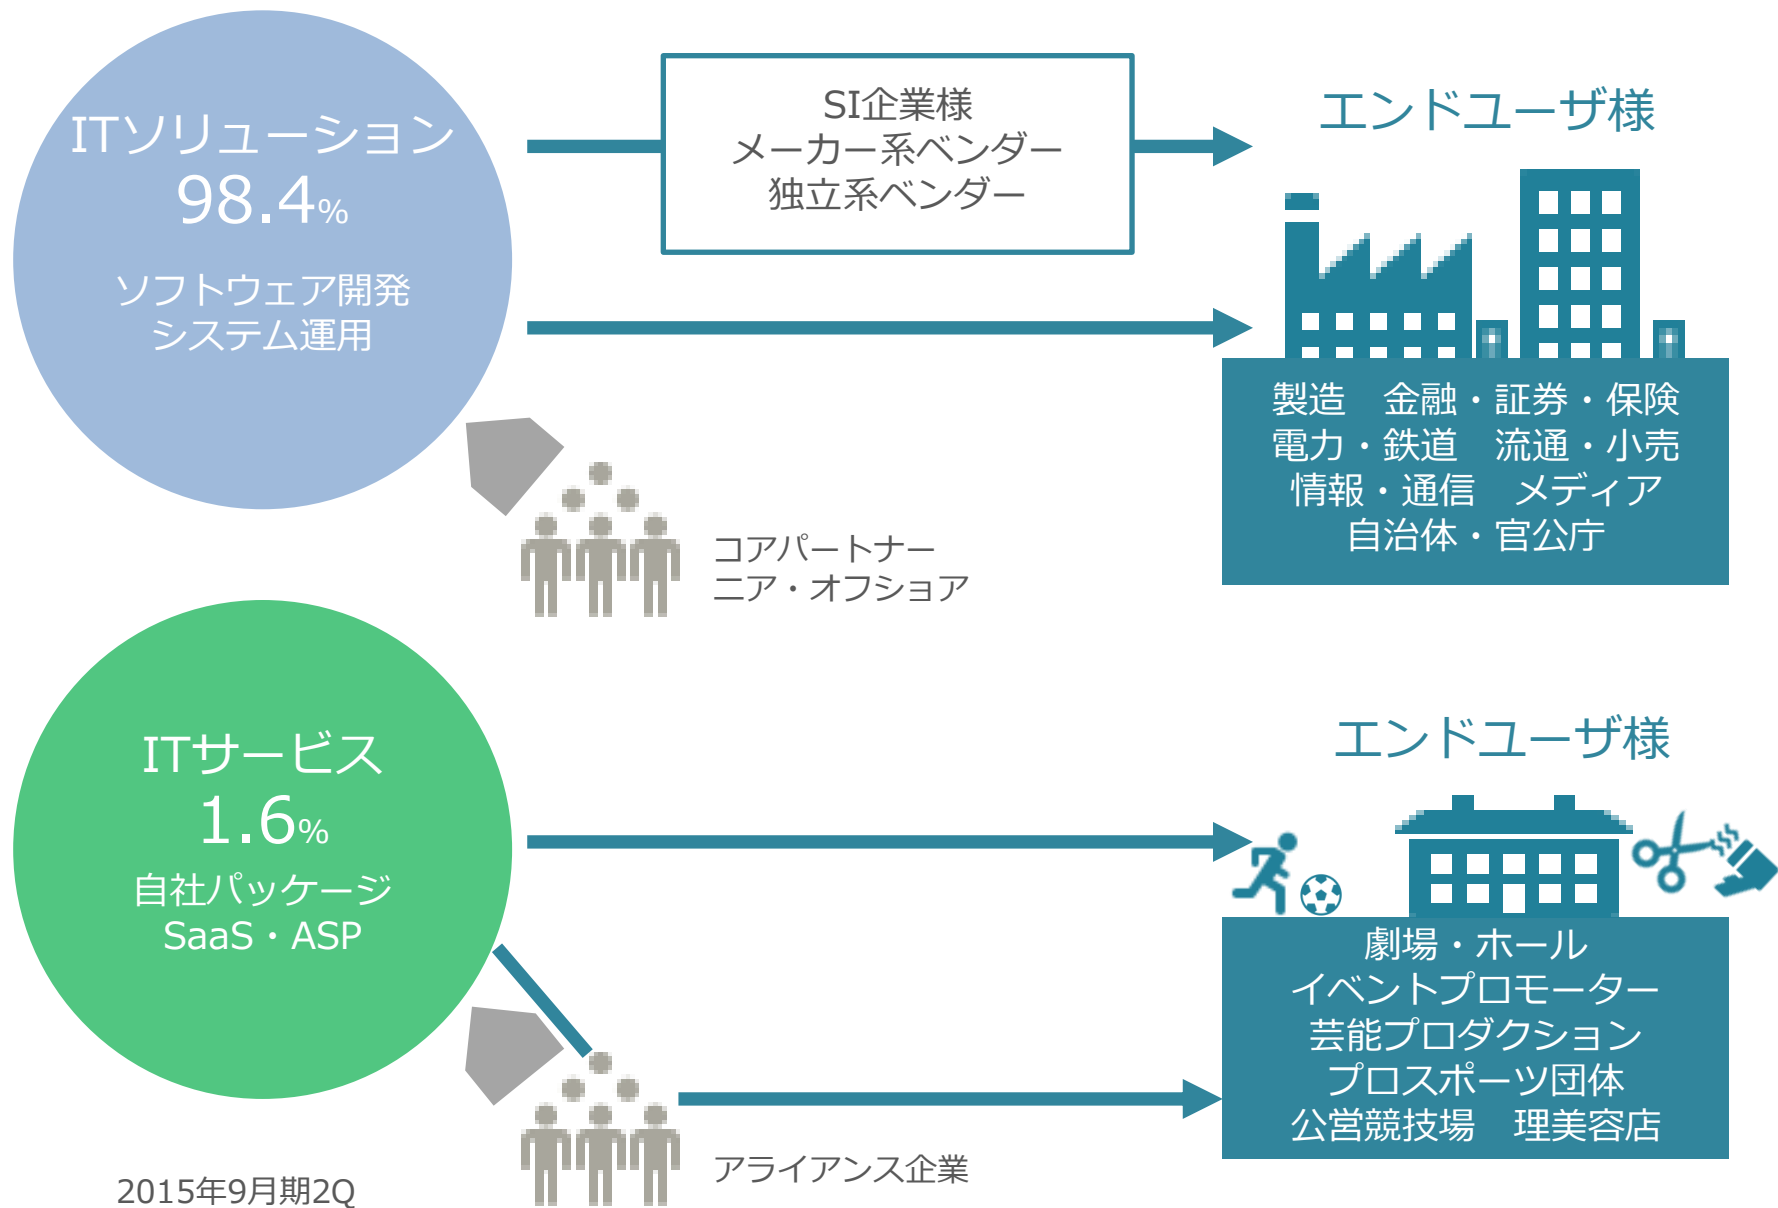 ITソリューション
98.4%
ソフトウェア開発
システム運用
SI企業様
メーカー系ベンダー
独立系ベンダー
エンドユーザ様
製造　金融・証券・保険
電力・鉄道　流通・小売
情報・通信　メディア
自治体・官公庁
コアパートナー
ニア・オフショア
ITサービス
1.6%
自社パッケージ
SaaS・ASP
エンドユーザ様
劇場・ホール
イベントプロモーター
芸能プロダクション
プロスポーツ団体
公営競技場　理美容店
アライアンス企業
2015年9月期2Q